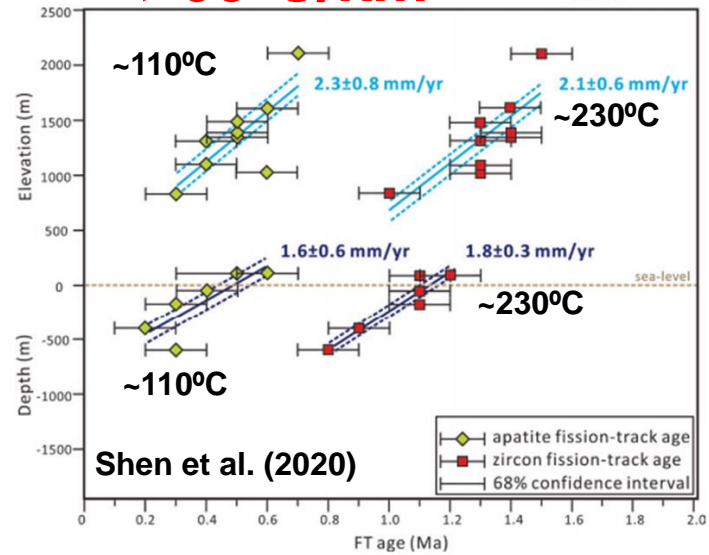 2500
2000
1500
1000
500
0
-500
-1000
-1500
Elevation (m)
Depth (m)
~110ºC
2.3±0.8 mm/yr
2.1±0.6 mm/yr
~230ºC
1.6±0.6 mm/yr
1.8±0.3 mm/yr
sea-level
~230ºC
~110ºC
apatite fission-track age
zircon fission-track age
68% confidence interval
Shen et al. (2020)
0 0.2 0.4 0.6 0.8 1.0 1.2 1.4 1.6 1.8 2.0
FT age (Ma)